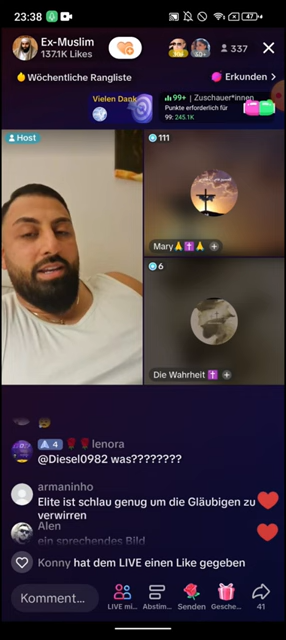 23:38
47
Ex-Muslim
137.1K Likes
337
Wöchentliche Rangliste
Erkunden >
Vielen Dank
99+ | Zuschauer*innen
Punkte erforderlich für
99: 245.1K
Host
111
Mary
6
Die Wahrheit
4 lenora
@Diesel0982 was????????
armaninho
Elite ist schlau genug um die Gläubigen zu
verwirren
Alen
ein sprechendes Bild
Konny hat dem LIVE einen Like gegeben
Komment...
LIVE mi...
Abstim...
Senden
Gesche...
41